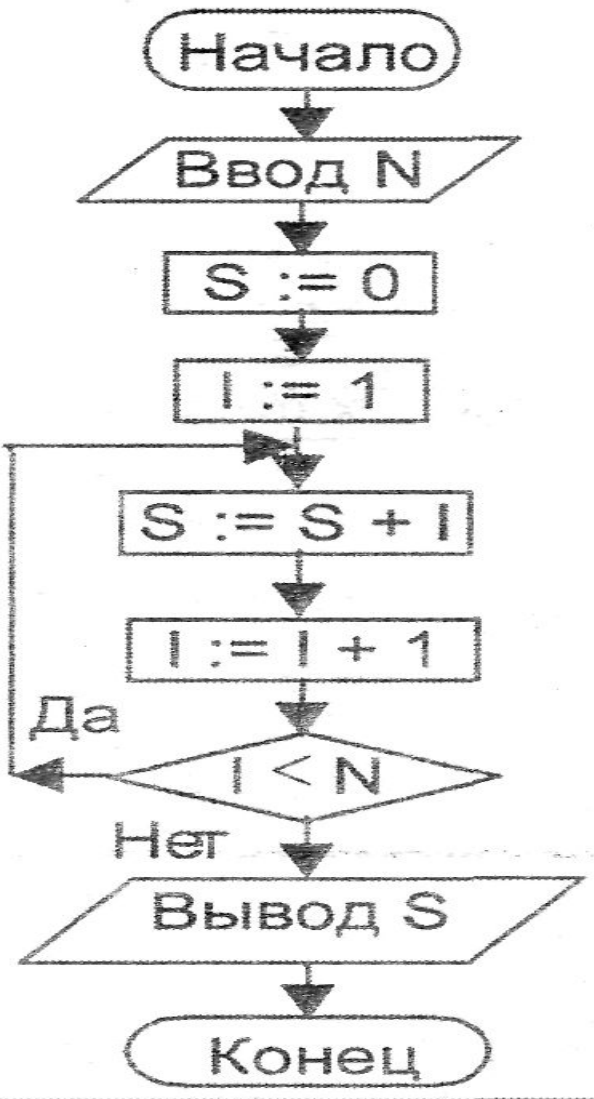 Начало
Ввод N
S := 0
I := 1
S := S + I
I := I + 1
Да
I < N
Нет
Вывод S
Конец